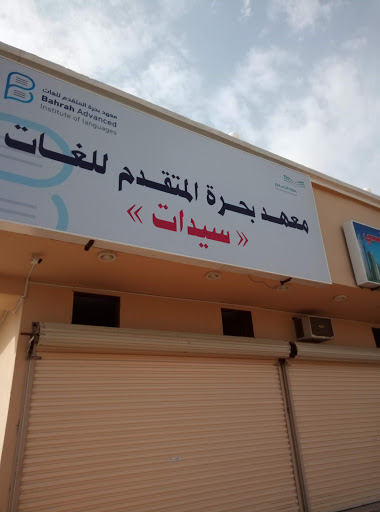 معهد بحرة المتقدم للغات
Bahrah Advanced
Institute of languages
معهد بحرة المتقدم للغات
« سيدات »